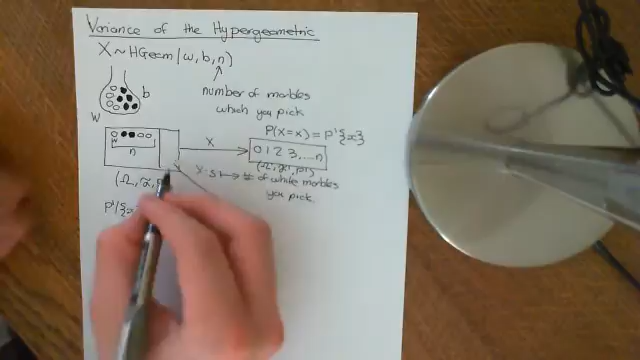 Variance of the Hypergeometric
X ~ HGeom(w, b, n)
number of marbles
which you pick
b
w
P(X=x) = P'{x}
X
0 1 2 3, ... n
n
(Ω', F', P')
X: Ω → # of white marbles
you pick.
(Ω, F, P
P'({x